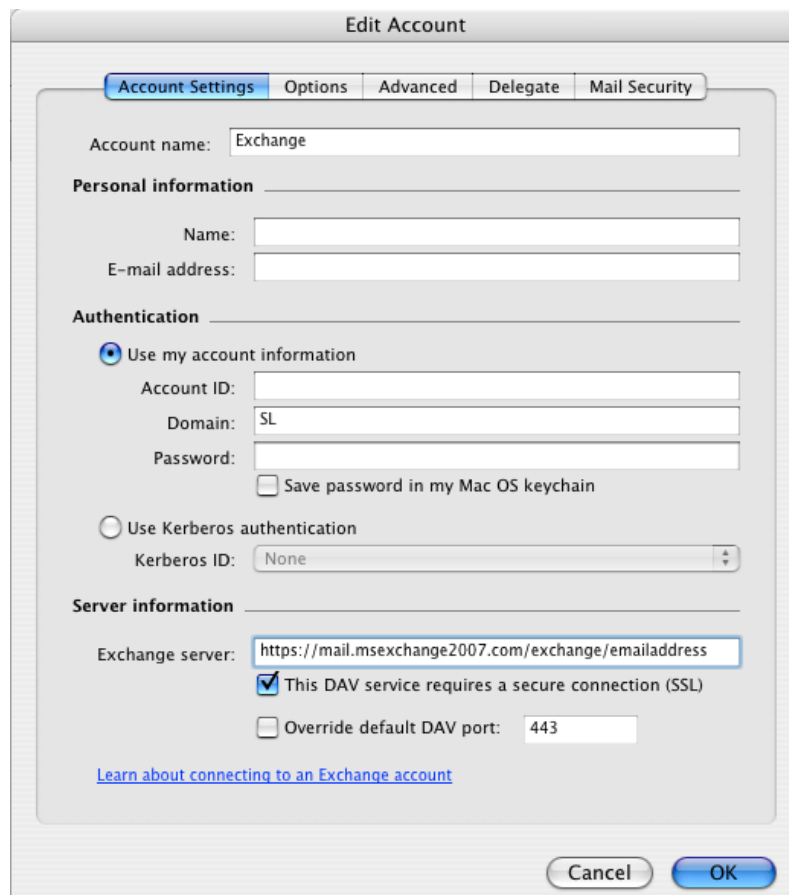 Edit Account
Account Settings Options Advanced Delegate Mail Security
Account name: Exchange
Personal information
Name:
E-mail address:
Authentication
Use my account information
Account ID:
Domain: SL
Password:
Save password in my Mac OS keychain
Use Kerberos authentication
Kerberos ID: None
Server information
Exchange server: https://mail.msexchange2007.com/exchange/emailaddress
This DAV service requires a secure connection (SSL)
Override default DAV port: 443
Learn about connecting to an Exchange account
Cancel OK